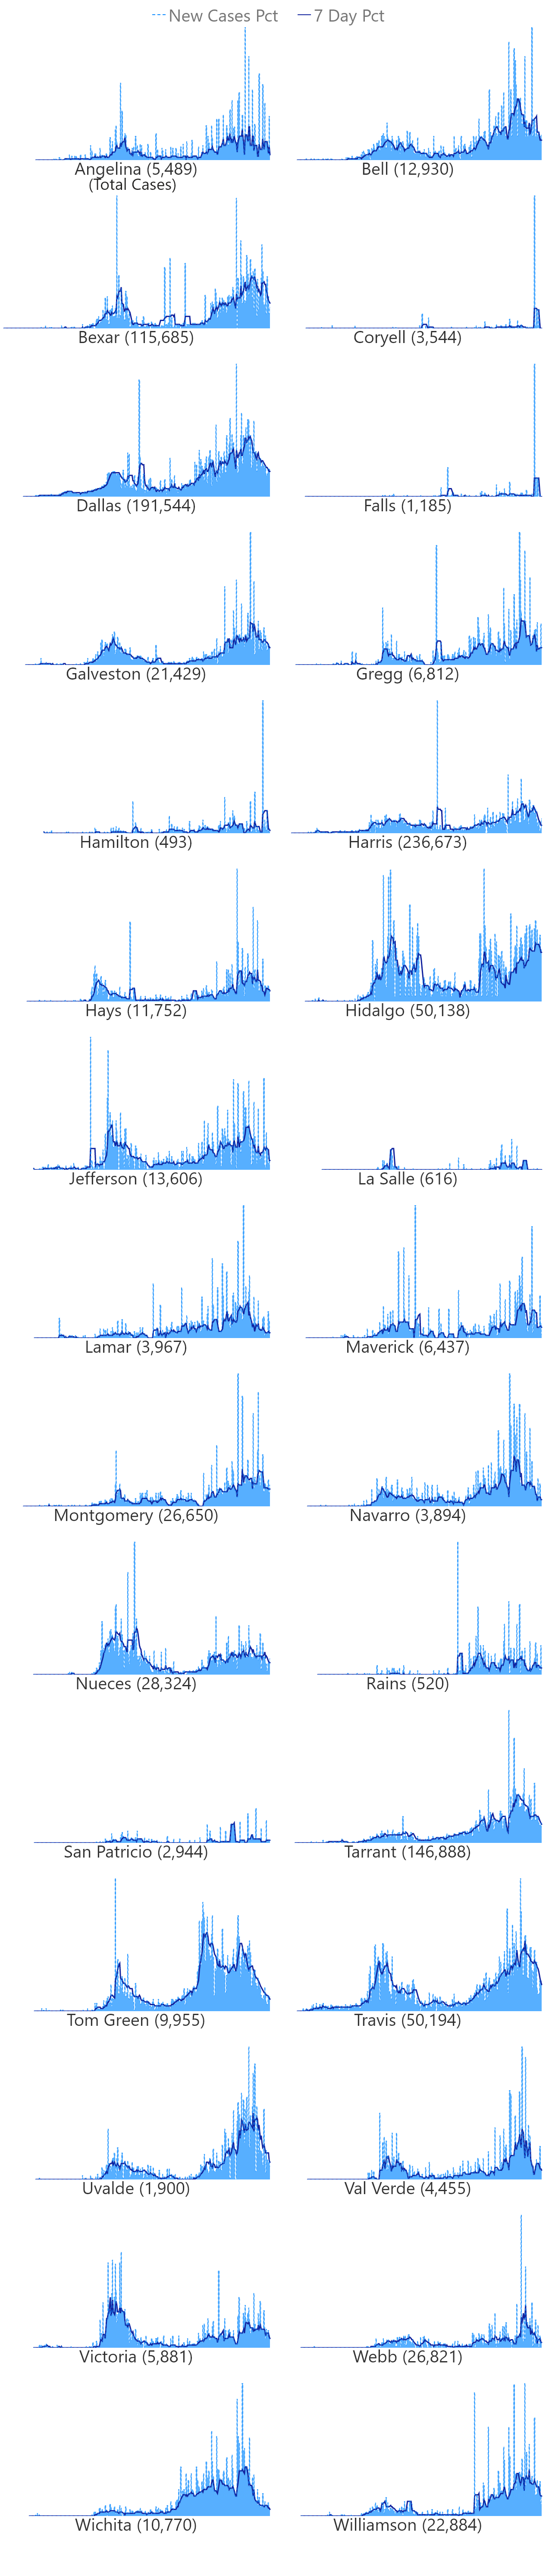 New Cases Pct 7 Day Pct
Angelina (5,489) Bell (12,930)
(Total Cases)
Bexar (115,685) Coryell (3,544)
Dallas (191,544) Falls (1,185)
Galveston (21,429) Gregg (6,812)
Hamilton (493) Harris (236,673)
Hays (11,752) Hidalgo (50,138)
Jefferson (13,606) La Salle (616)
Lamar (3,967) Maverick (6,437)
Montgomery (26,650) Navarro (3,894)
Nueces (28,324) Rains (520)
San Patricio (2,944) Tarrant (146,888)
Tom Green (9,955) Travis (50,194)
Uvalde (1,900) Val Verde (4,455)
Victoria (5,881) Webb (26,821)
Wichita (10,770) Williamson (22,884)